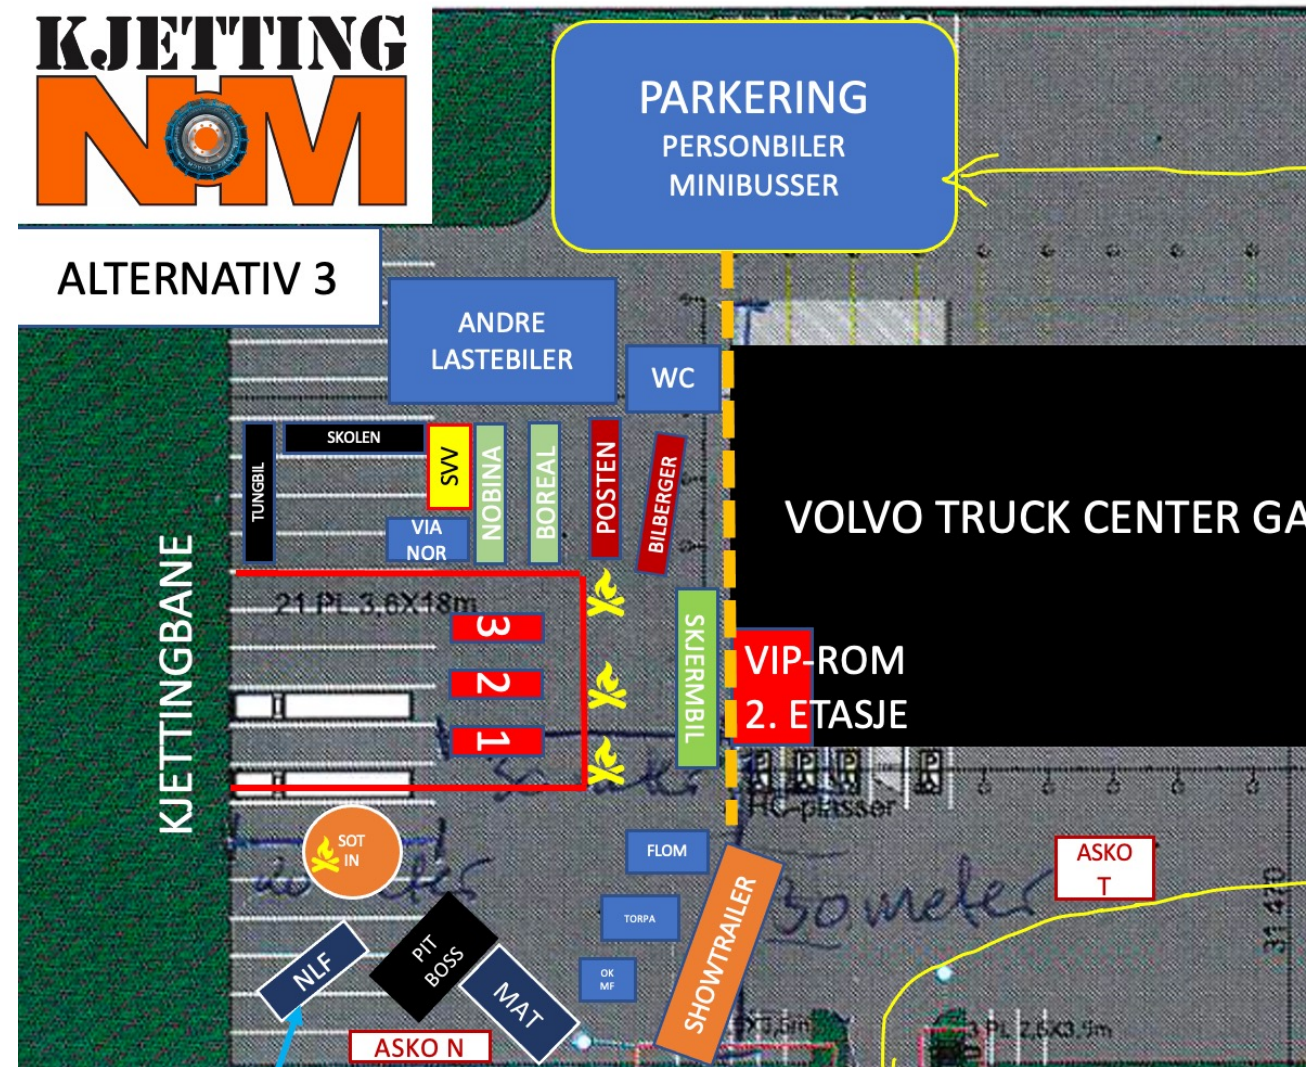 KJETTING
NM
ALTERNATIV 3
PARKERING
PERSONBILER
MINIBUSSER
ANDRE
LASTEBILER
WC
TUNGBIL
SKOLEN
SVV
NOBINA
BOREAL
POSTEN
BILBERGER
VIA
NOR
VOLVO TRUCK CENTER GA
KJETTINGBANE
21 PL 3,6X18m
3
2
1
SKJERMBIL
VIP-ROM
2. ETASJE
P
P
P
P
HC-plasser
SOT
IN
FLOM
ASKO
T
30 meter
TORPA
SHOWTRAILER
31420
NLF
PIT
BOSS
MAT
OK
MF
ASKO N
3 PL 2,5X3,5m